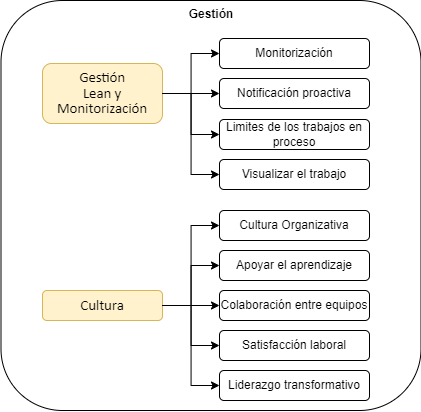 Gestión
Gestión
Lean y
Monitorización
Monitorización
Notificación proactiva
Limites de los trabajos en
proceso
Visualizar el trabajo
Cultura
Cultura Organizativa
Apoyar el aprendizaje
Colaboración entre equipos
Satisfacción laboral
Liderazgo transformativo